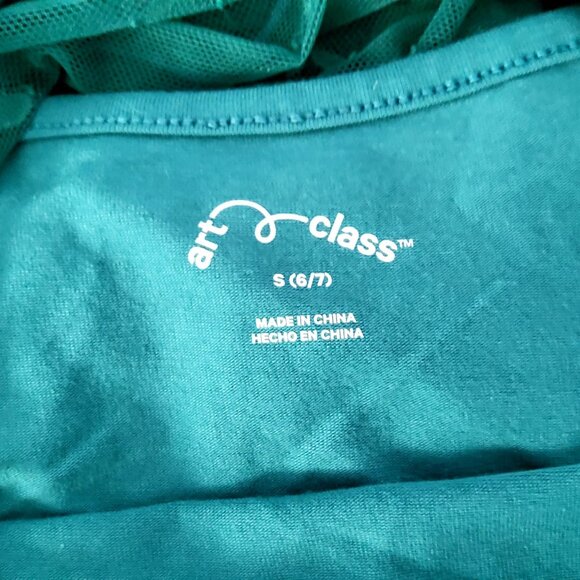 art class™
S (6/7)
MADE IN CHINA
HECHO EN CHINA